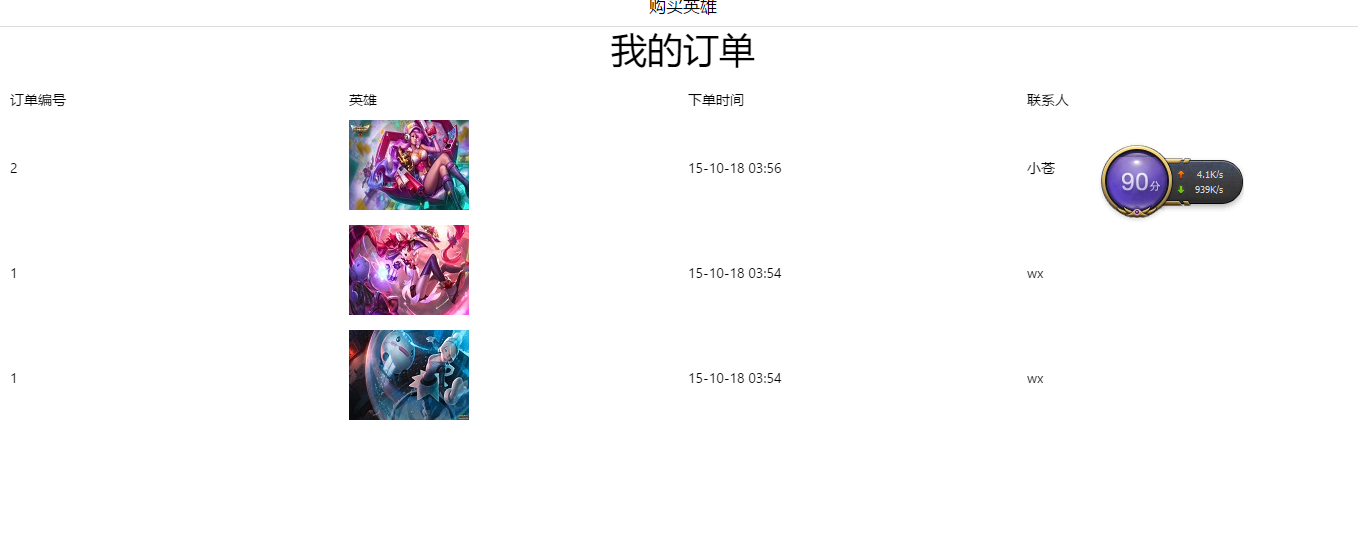 购买英雄
我的订单
订单编号 英雄 下单时间 联系人
2 15-10-18 03:56 小苍
90分 4.1K/s
939K/s
1 15-10-18 03:54 wx
1 15-10-18 03:54 wx